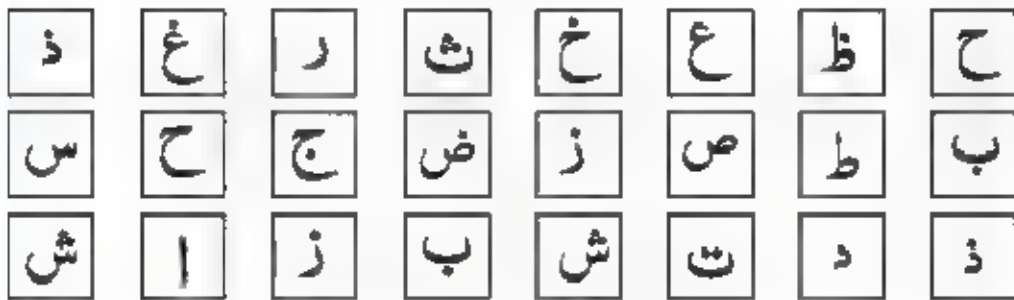 ح ظ ع خ ث ر غ ذ
ب ط ص ز ض ج ح س
ذ د ت ش ب ز ا ش